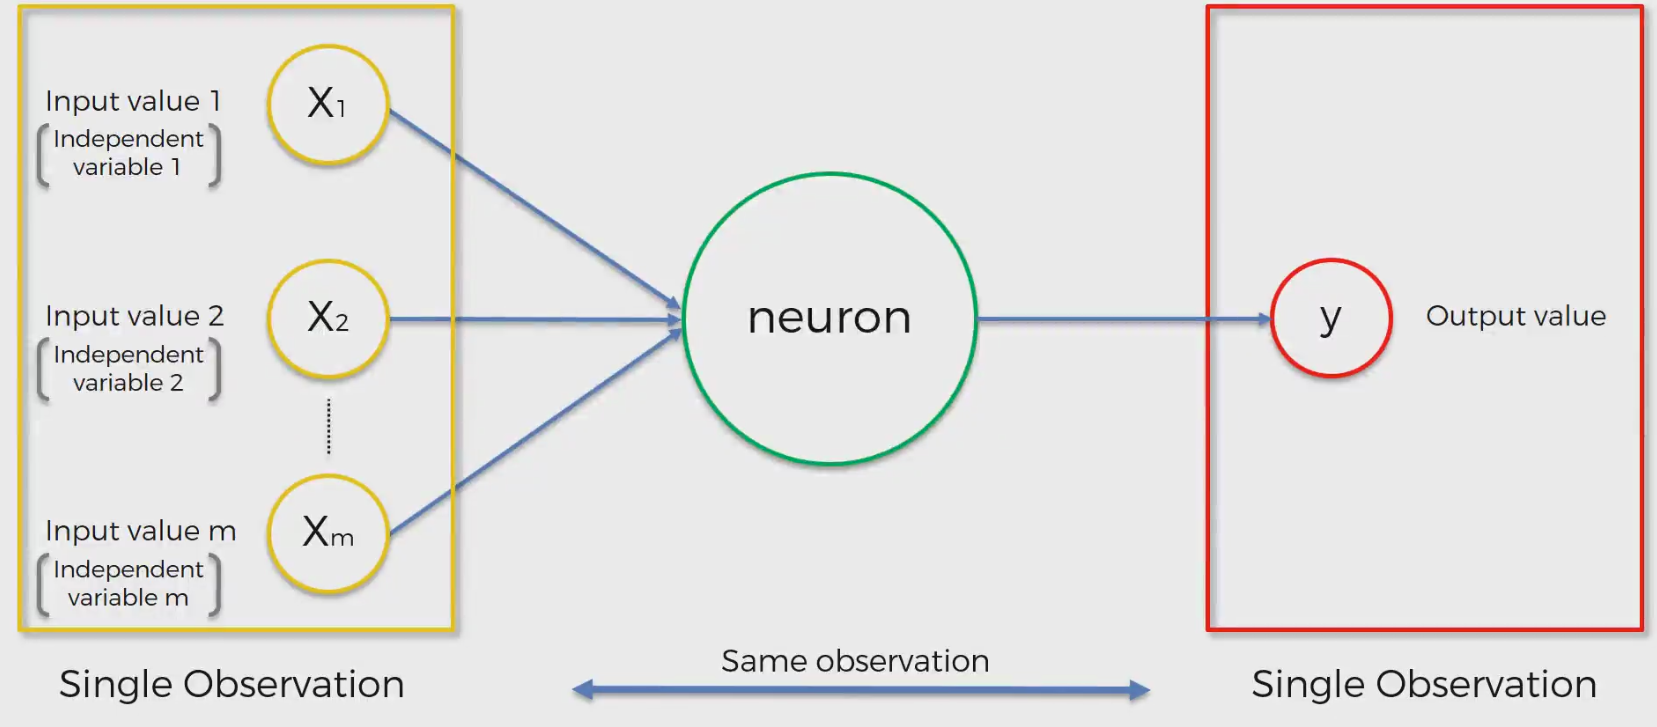 Input value 1
Independent
variable 1
X1
Input value 2
Independent
variable 2
X2
Input value m
Independent
variable m
Xm
neuron
y
Output value
Single Observation
Same observation
Single Observation